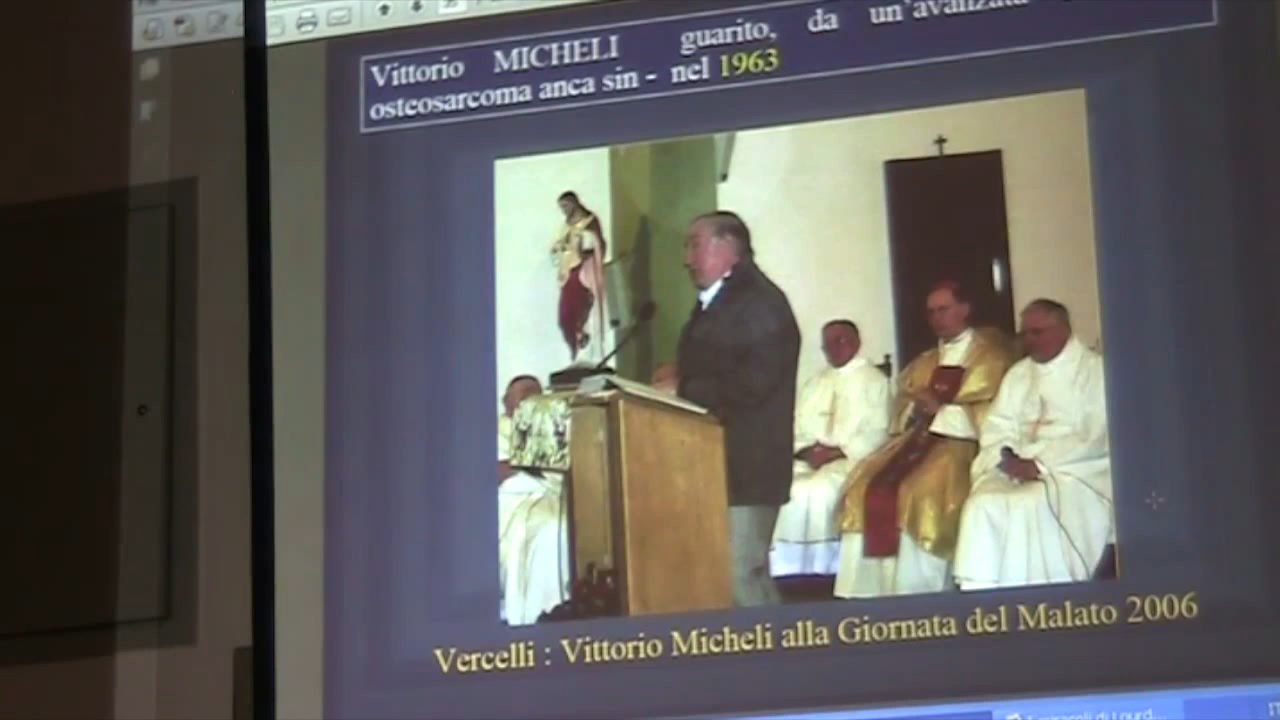 Vittorio MICHELI guarito, da un'avanzata
osteosarcoma anca sin - nel 1963
Vercelli : Vittorio Micheli alla Giornata del Malato 2006